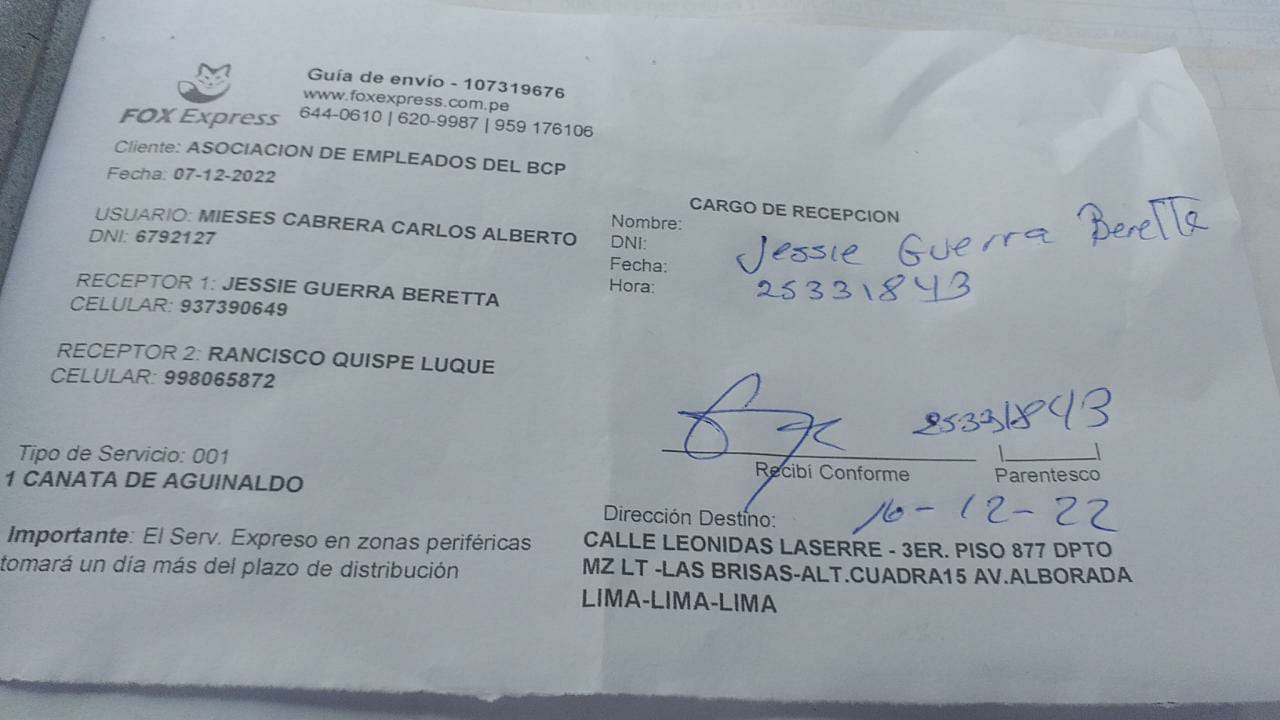 FOX Express
Guía de envío - 107319676
www.foxexpress.com.pe
644-0610 | 620-9987 | 959 176106
Cliente: ASOCIACION DE EMPLEADOS DEL BCP
Fecha: 07-12-2022
USUARIO: MIESES CABRERA CARLOS ALBERTO
DNI: 6792127
RECEPTOR 1: JESSIE GUERRA BERETTA
CELULAR: 937390649
RECEPTOR 2: RANCISCO QUISPE LUQUE
CELULAR: 998065872
Tipo de Servicio: 001
1 CANATA DE AGUINALDO
Importante: El Serv. Expreso en zonas periféricas
tomará un día más del plazo de distribución
CARGO DE RECEPCION
Nombre:
DNI:
Fecha:
Hora:
Jessie Guerra Beretta
25331843
25331843
Recibí Conforme
Parentesco
16-12-22
Dirección Destino:
CALLE LEONIDAS LASERRE - 3ER. PISO 877 DPTO
MZ LT -LAS BRISAS-ALT.CUADRA15 AV.ALBORADA
LIMA-LIMA-LIMA